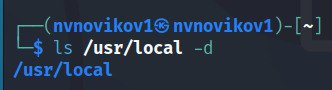 ┌──(nvnovikov1㉿nvnovikov1)-[~]
└─$ ls /usr/local -d
/usr/local